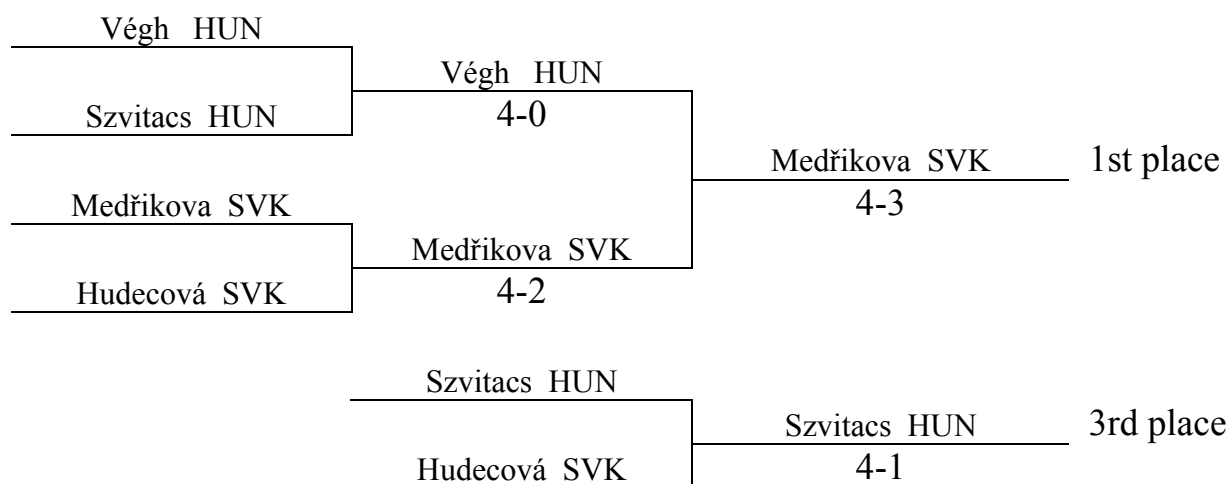 Végh HUN
Végh HUN
4-0
Szvitacs HUN
Medřikova SVK 1st place
4-3
Medřikova SVK
Medřikova SVK
4-2
Hudecová SVK
Szvitacs HUN
Szvitacs HUN 3rd place
4-1
Hudecová SVK